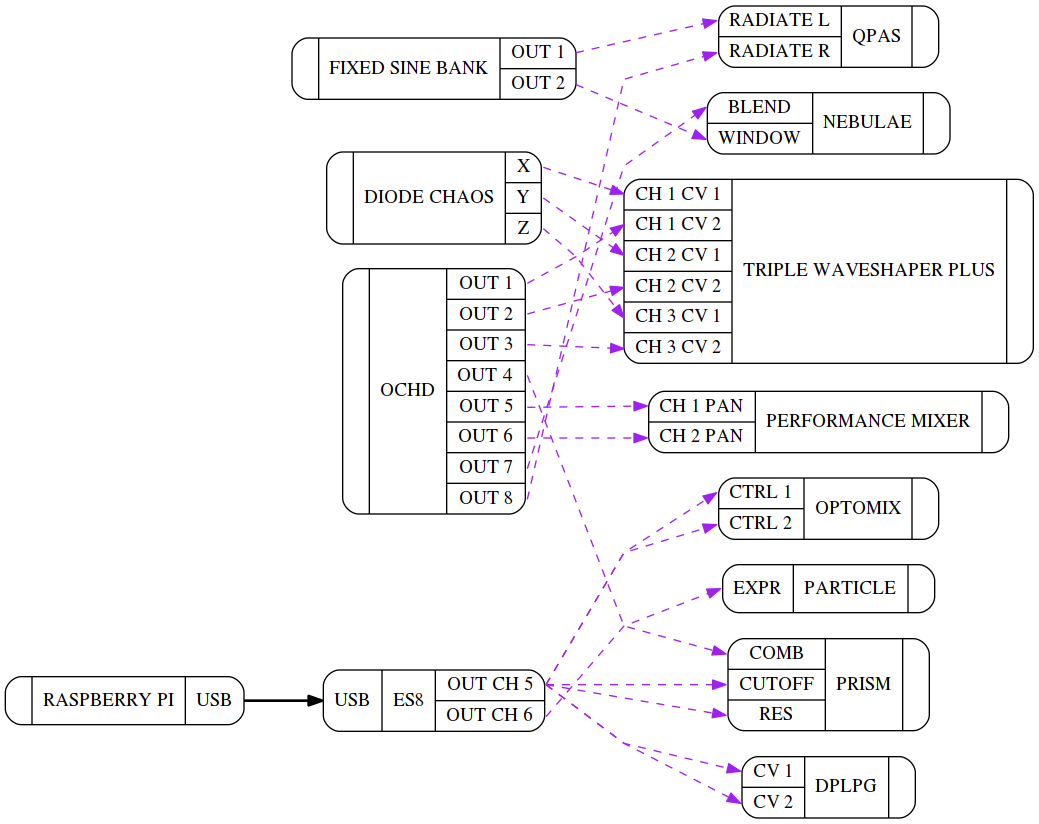 FIXED SINE BANK
OUT 1
OUT 2
DIODE CHAOS
X
Y
Z
OCHD
OUT 1
OUT 2
OUT 3
OUT 4
OUT 5
OUT 6
OUT 7
OUT 8
RASPBERRY PI
USB
USB
ES8
OUT CH 5
OUT CH 6
RADIATE L
RADIATE R
QPAS
BLEND
WINDOW
NEBULAE
CH 1 CV 1
CH 1 CV 2
CH 2 CV 1
CH 2 CV 2
CH 3 CV 1
CH 3 CV 2
TRIPLE WAVESHAPER PLUS
CH 1 PAN
CH 2 PAN
PERFORMANCE MIXER
CTRL 1
CTRL 2
OPTOMIX
EXPR
PARTICLE
COMB
CUTOFF
RES
PRISM
CV 1
CV 2
DPLPG